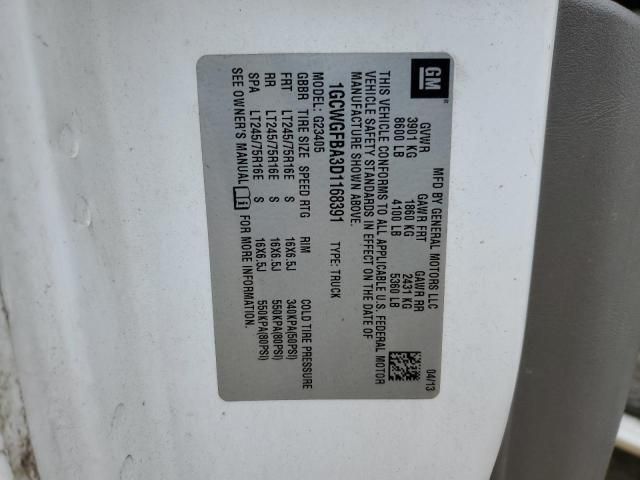 GM
MFD BY GENERAL MOTORS LLC 04/13
GVWR GAWR FRT GAWR RR
3901 KG 1860 KG 2431 KG
8600 LB 4100 LB 5360 LB
THIS VEHICLE CONFORMS TO ALL APPLICABLE U.S. FEDERAL MOTOR
VEHICLE SAFETY STANDARDS IN EFFECT ON THE DATE OF
MANUFACTURE SHOWN ABOVE.
1GCWGFBA3D1168391 TYPE: TRUCK
MODEL: G23405
GBBR TIRE SIZE SPEED RTG RIM COLD TIRE PRESSURE
FRT LT245/75R16E S 16X6.5J 340KPA(50PSI)
RR LT245/75R16E S 16X6.5J 550KPA(80PSI)
SPA LT245/75R16E S 16X6.5J 550KPA(80PSI)
SEE OWNER'S MANUAL FOR MORE INFORMATION.